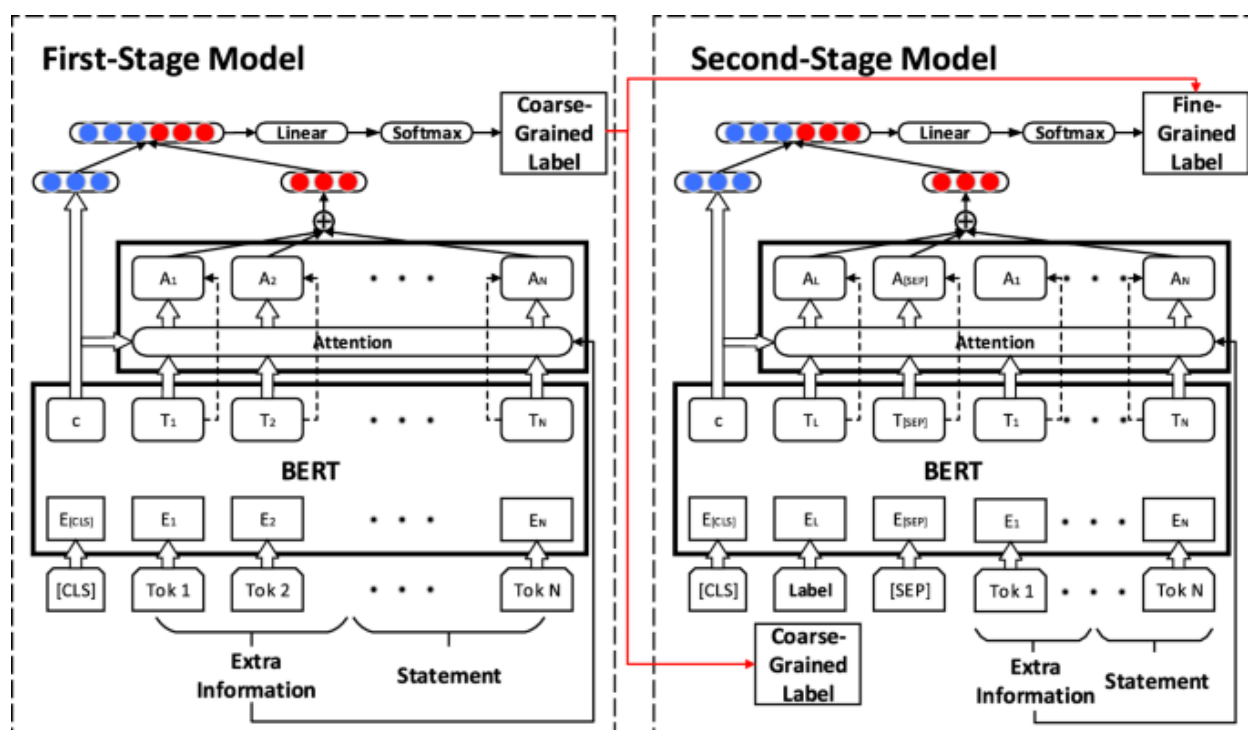 First-Stage Model
Coarse-
Grained
Label
Linear
Softmax
A1
A2
. . .
AN
Attention
C
T1
T2
. . .
TN
BERT
E[CLS]
E1
E2
. . .
EN
[CLS]
Tok 1
Tok 2
. . .
Tok N
Extra
Information
Statement
Second-Stage Model
Fine-
Grained
Label
Linear
Softmax
AL
A[SEP]
A1
. . .
AN
Attention
C
TL
T[SEP]
T1
. . .
TN
BERT
E[CLS]
EL
E[SEP]
E1
. . .
EN
[CLS]
Label
[SEP]
Tok 1
. . .
Tok N
Coarse-
Grained
Label
Extra
Information
Statement